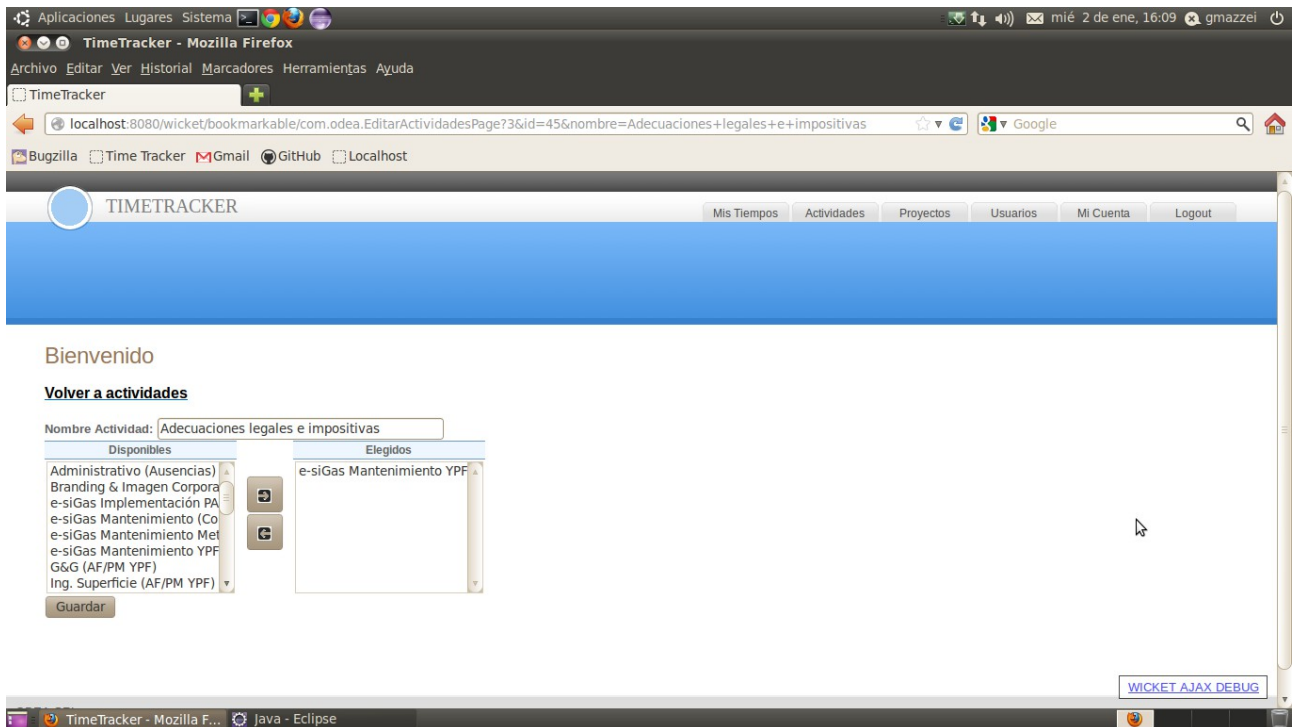 Aplicaciones Lugares Sistema mié 2 de ene, 16:09 gmazzei
TimeTracker - Mozilla Firefox
Archivo Editar Ver Historial Marcadores Herramientas Ayuda
TimeTracker
localhost:8080/wicket/bookmarkable/com.odea.EditarActividadesPage?3&id=45&nombre=Adecuaciones+legales+e+impositivas Google
Bugzilla Time Tracker Gmail GitHub Localhost
TIMETRACKER
Mis Tiempos Actividades Proyectos Usuarios Mi Cuenta Logout
Bienvenido
Volver a actividades
Nombre Actividad: Adecuaciones legales e impositivas
Disponibles Elegidos
Administrativo (Ausencias) e-siGas Mantenimiento YPF
Branding & Imagen Corpora
e-siGas Implementación PA
e-siGas Mantenimiento (Co
e-siGas Mantenimiento Met
e-siGas Mantenimiento YPF
G&G (AF/PM YPF)
Ing. Superficie (AF/PM YPF)
Guardar
WICKET AJAX DEBUG
TimeTracker - Mozilla F... Java - Eclipse